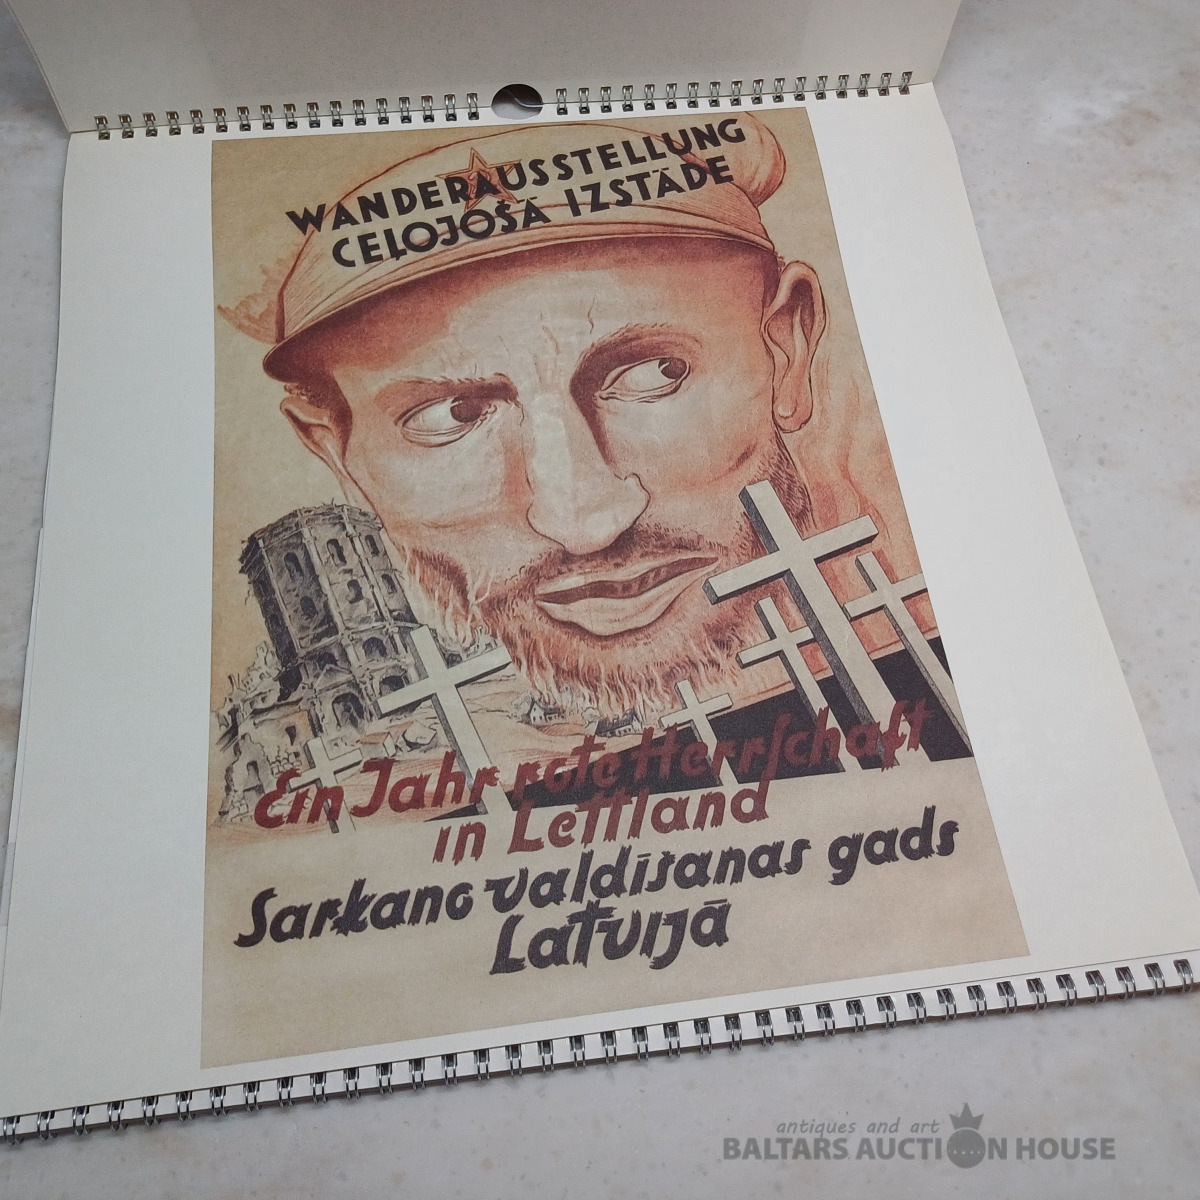 WANDERAUSSTELLUNG
CEĻOJOŠĀ IZSTĀDE
Ein Jahr rote Herrschaft
in Lettland
Sarkano valdīšanas gads
Latvijā
antiques and art
BALTARS AUCTION HOUSE